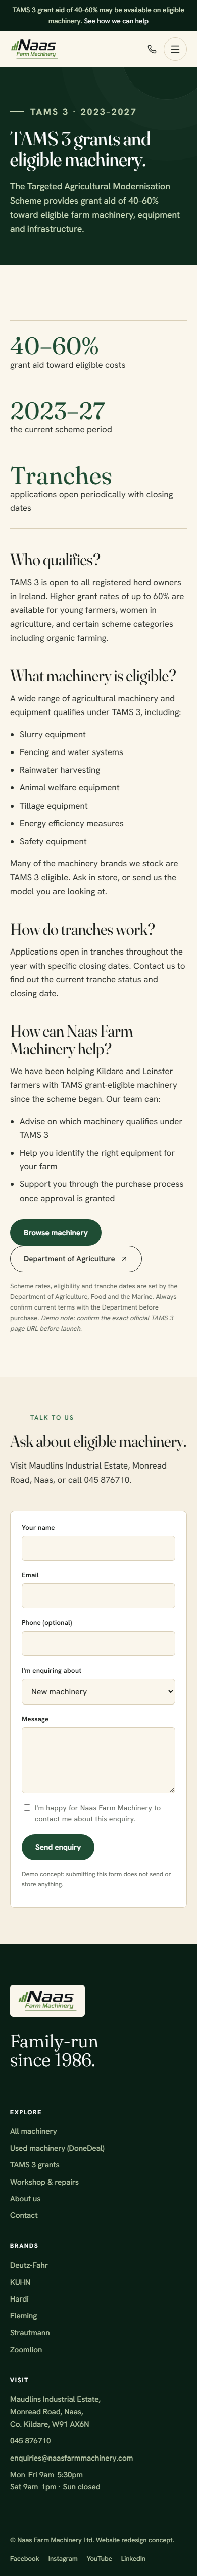 TAMS 3 grant aid of 40-60% may be available on eligible
machinery. See how we can help
Naas
Farm Machinery
TAMS 3 · 2023–2027
TAMS 3 grants and
eligible machinery.
The Targeted Agricultural Modernisation
Scheme provides grant aid of 40-60%
toward eligible farm machinery, equipment
and infrastructure.
40–60%
grant aid toward eligible costs
2023–27
the current scheme period
Tranches
applications open periodically with closing
dates
Who qualifies?
TAMS 3 is open to all registered herd owners
in Ireland. Higher grant rates of up to 60% are
available for young farmers, women in
agriculture, and certain scheme categories
including organic farming.
What machinery is eligible?
A wide range of agricultural machinery and
equipment qualifies under TAMS 3, including:
• Slurry equipment
• Fencing and water systems
• Rainwater harvesting
• Animal welfare equipment
• Tillage equipment
• Energy efficiency measures
• Safety equipment
Many of the machinery brands we stock are
TAMS 3 eligible. Ask in store, or send us the
model you are looking at.
How do tranches work?
Applications open in tranches throughout the
year with specific closing dates. Contact us to
find out the current tranche status and
closing date.
How can Naas Farm
Machinery help?
We have been helping Kildare and Leinster
farmers with TAMS grant-eligible machinery
since the scheme began. Our team can:
• Advise on which machinery qualifies under
TAMS 3
• Help you identify the right equipment for
your farm
• Support you through the purchase process
once approval is granted
Browse machinery
Department of Agriculture ↗
Scheme rates, eligibility and tranche dates are set by the
Department of Agriculture, Food and the Marine. Always
confirm current terms with the Department before
purchase. Demo note: confirm the exact official TAMS 3
page URL before launch.
TALK TO US
Ask about eligible machinery.
Visit Maudlins Industrial Estate, Monread
Road, Naas, or call 045 876710.
Your name
Email
Phone (optional)
I'm enquiring about
New machinery
Message
I'm happy for Naas Farm Machinery to
contact me about this enquiry.
Send enquiry
Demo concept: submitting this form does not send or
store anything.
Naas
Farm Machinery
Family-run
since 1986.
EXPLORE
All machinery
Used machinery (DoneDeal)
TAMS 3 grants
Workshop & repairs
About us
Contact
BRANDS
Deutz-Fahr
KUHN
Hardi
Fleming
Strautmann
Zoomlion
VISIT
Maudlins Industrial Estate,
Monread Road, Naas,
Co. Kildare, W91 AX6N
045 876710
enquiries@naasfarmmachinery.com
Mon-Fri 9am-5:30pm
Sat 9am-1pm · Sun closed
© Naas Farm Machinery Ltd. Website redesign concept.
Facebook Instagram YouTube LinkedIn